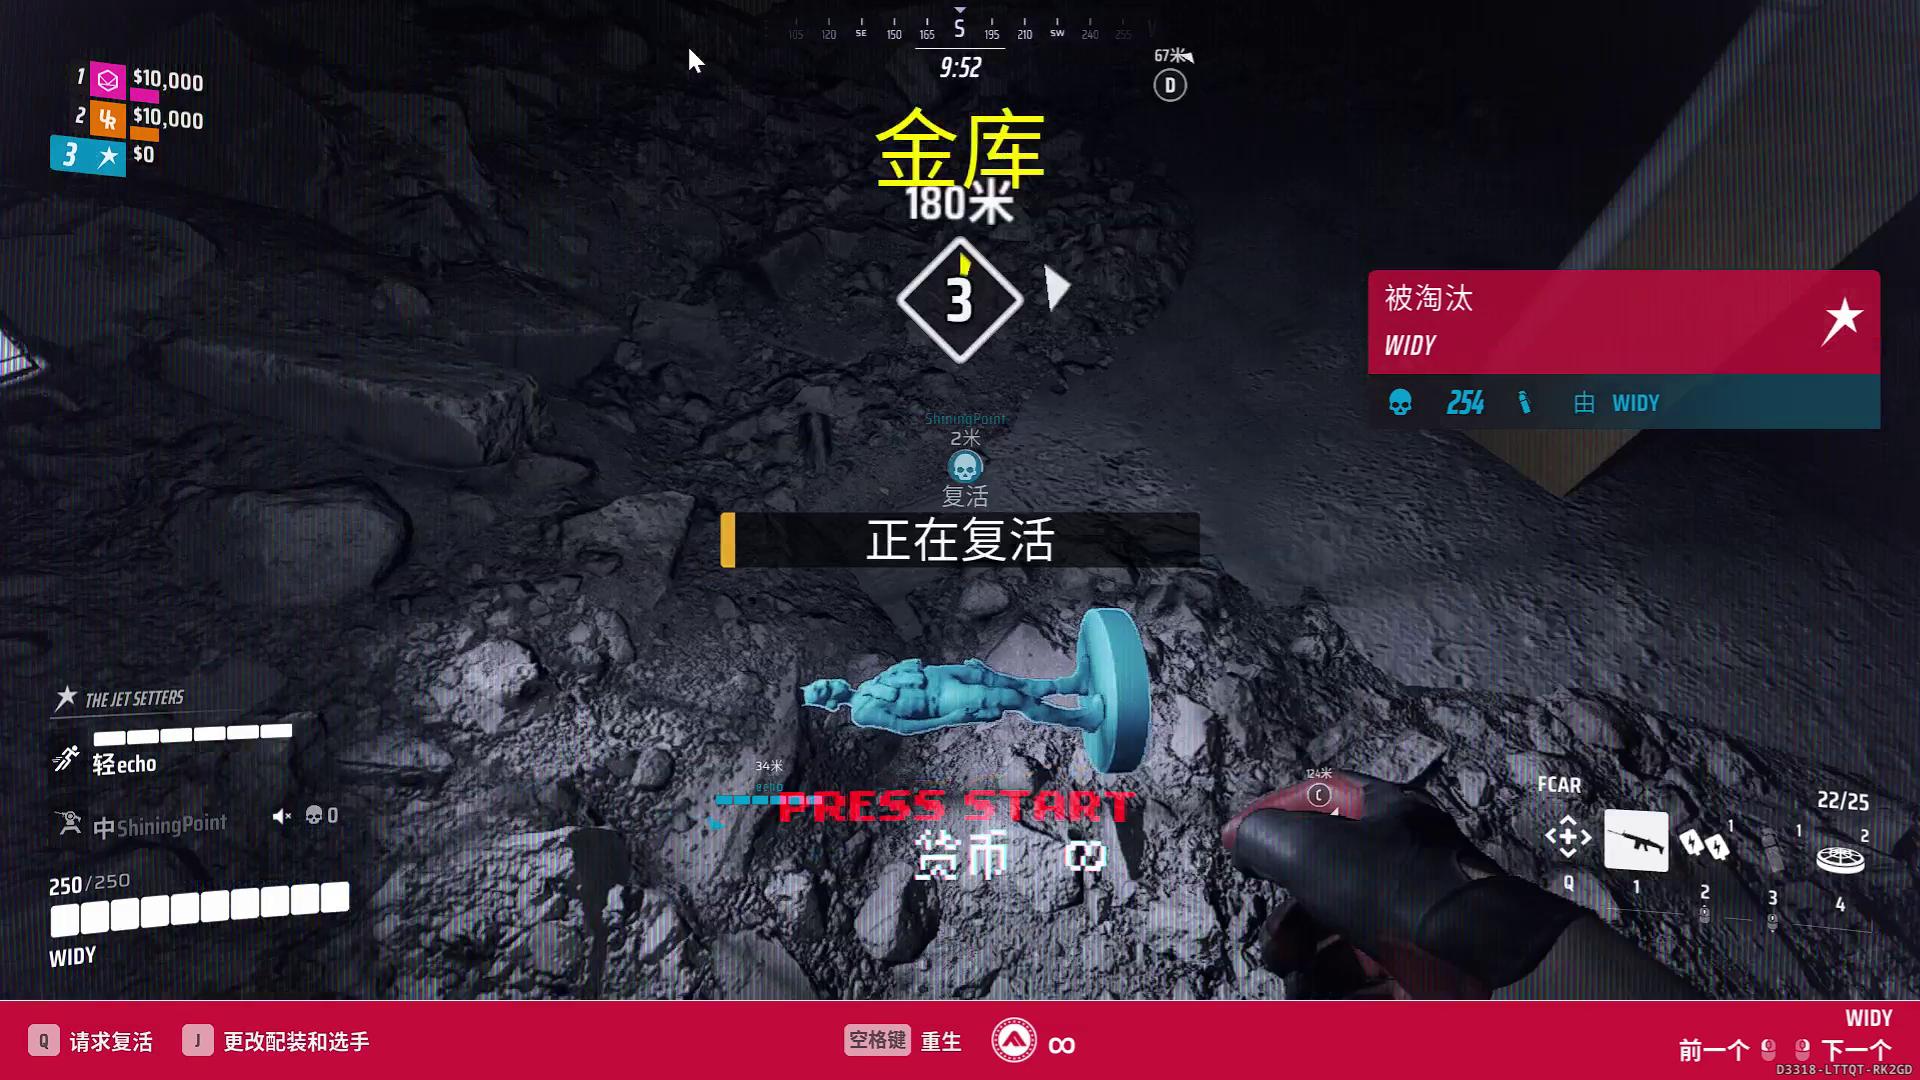 105 120 SE 150 165 S 195 210 SW 240 255
9:52
67米
D
1 $10,000
2 UR $10,000
3 $0
金库
180米
3
被淘汰
WIDY
254 由 WIDY
ShiningPoint
2米
复活
正在复活
THE JET SETTERS
轻echo
中ShiningPoint 0
250/250
WIDY
34米
echo
PRESS START
货币 ∞
124米
C
FCAR
22/25
1 1 2
Q 1 2 3 4
Q 请求复活 J 更改配装和选手
空格键 重生 ∞
WIDY
前一个 下一个
D3318-LTTQT-RK2GD